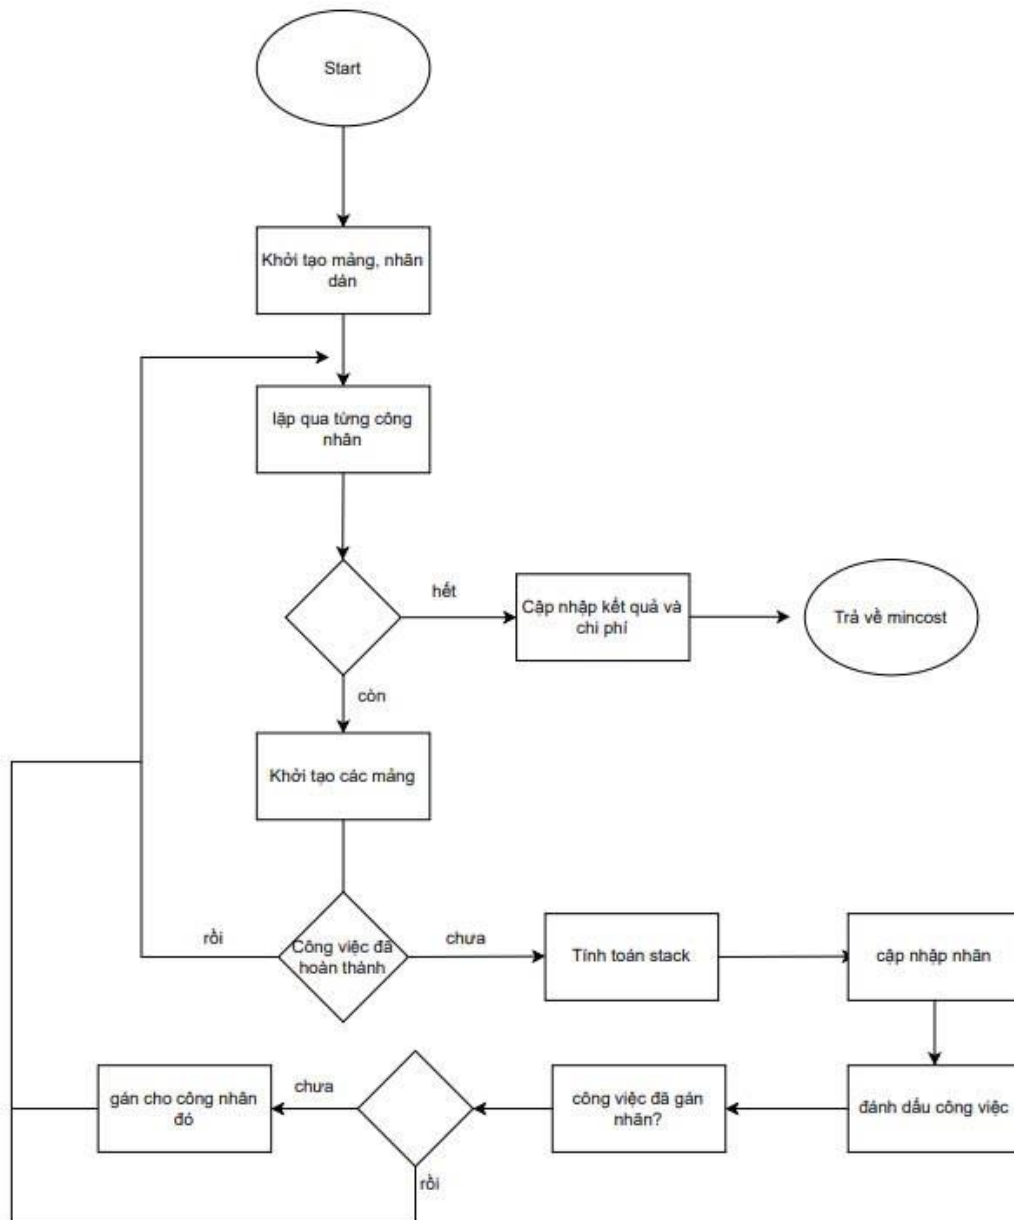 Start
Khởi tạo mảng, nhãn
dán
lặp qua từng công
nhân
hết
Cập nhập kết quả và
chi phí
Trả về mincost
còn
Khởi tạo các mảng
rồi
Công việc đã
hoàn thành
chưa
Tính toán stack
cập nhập nhãn
gán cho công nhân
đó
chưa
công việc đã gán
nhãn?
đánh dấu công việc
rồi